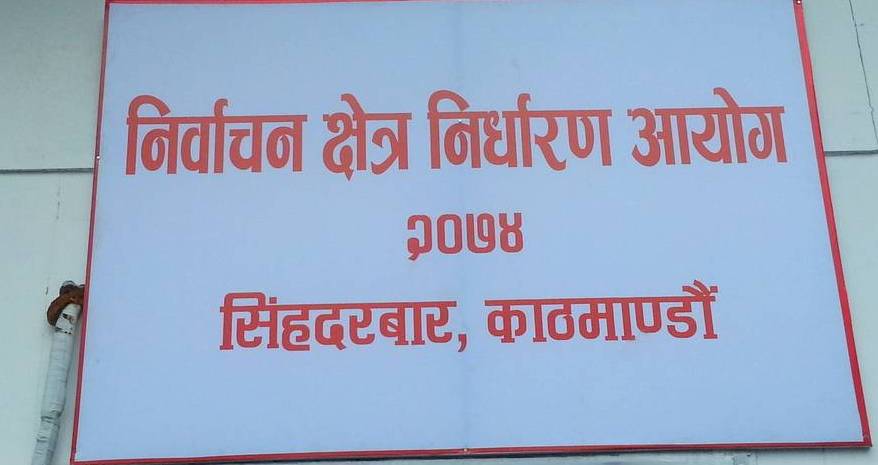 निर्वाचन क्षेत्र निर्धारण आयोग
२०७४
सिंहदरबार, काठमाण्डौं